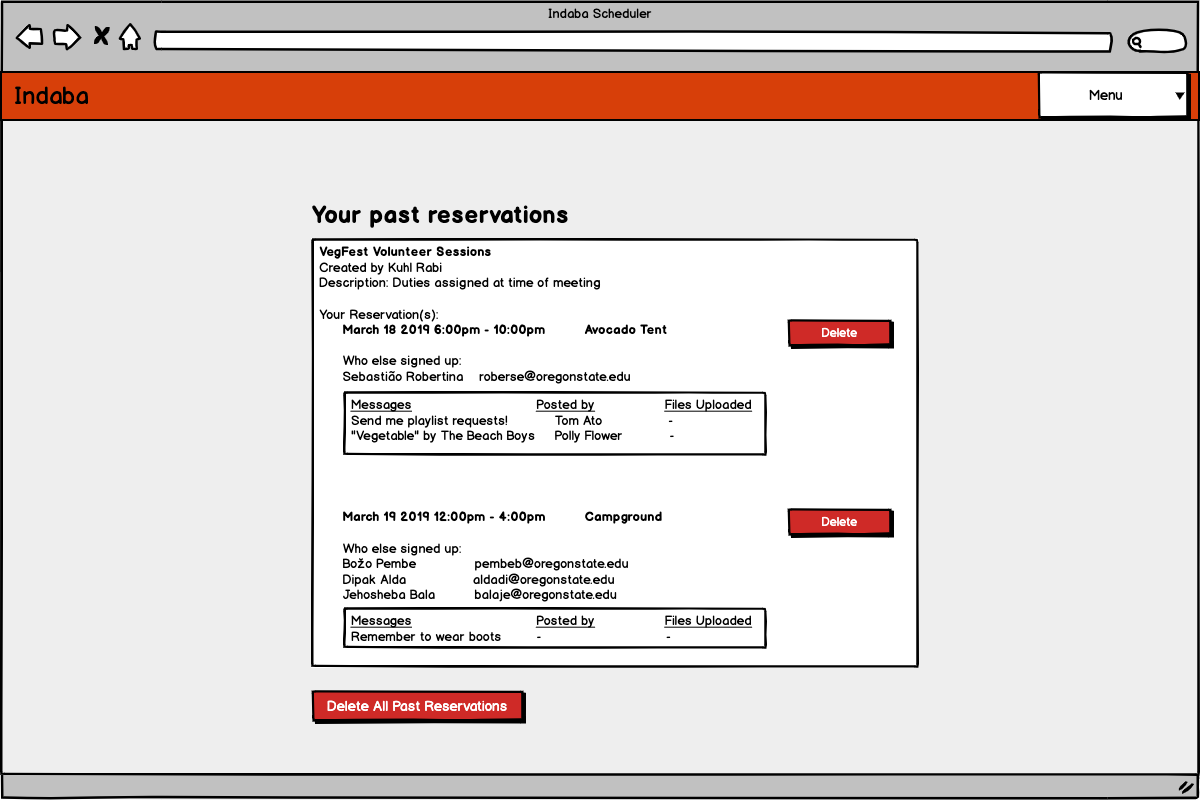 Indaba Scheduler
Indaba
Menu
Your past reservations
VegFest Volunteer Sessions
Created by Kuhl Rabi
Description: Duties assigned at time of meeting
Your Reservation(s):
March 18 2019 6:00pm - 10:00pm Avocado Tent Delete
Who else signed up:
Sebastião Robertina roberse@oregonstate.edu
Messages Posted by Files Uploaded
Send me playlist requests! Tom Ato -
"Vegetable" by The Beach Boys Polly Flower -
March 19 2019 12:00pm - 4:00pm Campground Delete
Who else signed up:
Božo Pembe pembeb@oregonstate.edu
Dipak Alda aldadi@oregonstate.edu
Jehosheba Bala balaje@oregonstate.edu
Messages Posted by Files Uploaded
Remember to wear boots - -
Delete All Past Reservations